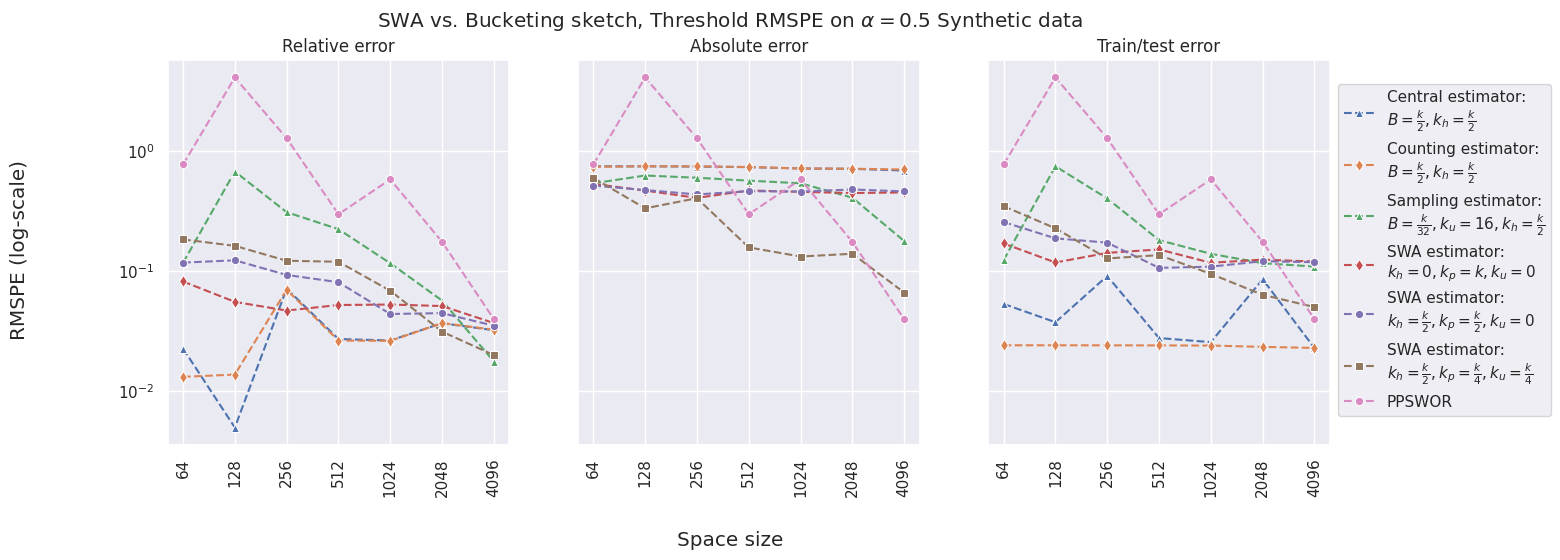 SWA vs. Bucketing sketch, Threshold RMSPE on α = 0.5 Synthetic data
Relative error
Absolute error
Train/test error
RMSPE (log-scale)
10⁰
10⁻¹
10⁻²
64 128 256 512 1024 2048 4096
64 128 256 512 1024 2048 4096
64 128 256 512 1024 2048 4096
Space size
Central estimator:
B = k/2, k_h = k/2
Counting estimator:
B = k/2, k_h = k/2
Sampling estimator:
B = k/32, k_u = 16, k_h = k/2
SWA estimator:
k_h = 0, k_p = k, k_u = 0
SWA estimator:
k_h = k/2, k_p = k/2, k_u = 0
SWA estimator:
k_h = k/2, k_p = k/4, k_u = k/4
PPSWOR